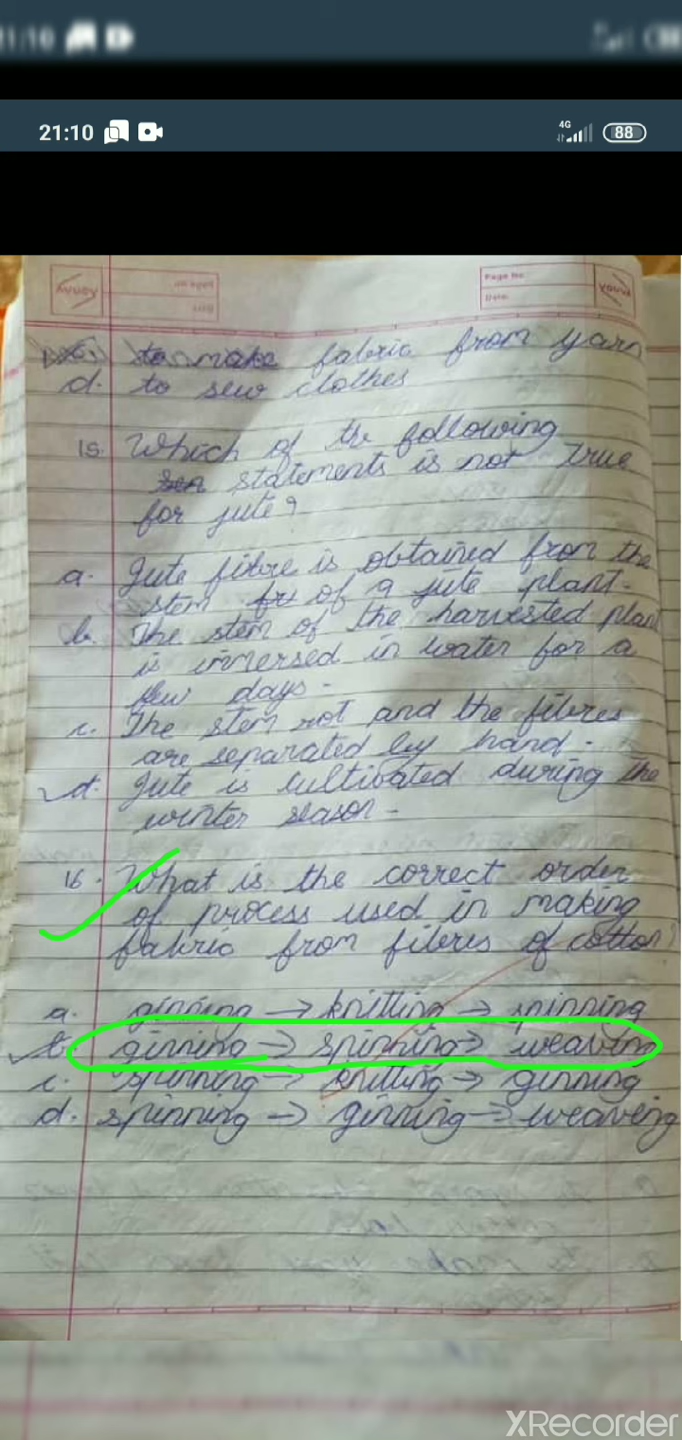 21:10
4G
88
Page No
Date:
to make fabric from yarn
d. to sew clothes
15. Which of the following
statements is not true
for jute?
a. Jute fibre is obtained from the
stem of a jute plant.
b. The stem of the harvested plant
is immersed in water for a
few days.
c. The stem rot and the fibres
are separated by hand.
d. Jute is cultivated during the
winter season.
16. What is the correct order
of process used in making
fabric from fibres of cotton?
a. ginning → knitting → spinning
b. ginning → spinning → weaving
c. spinning → knitting → ginning
d. spinning → ginning → weaving
XRecorder